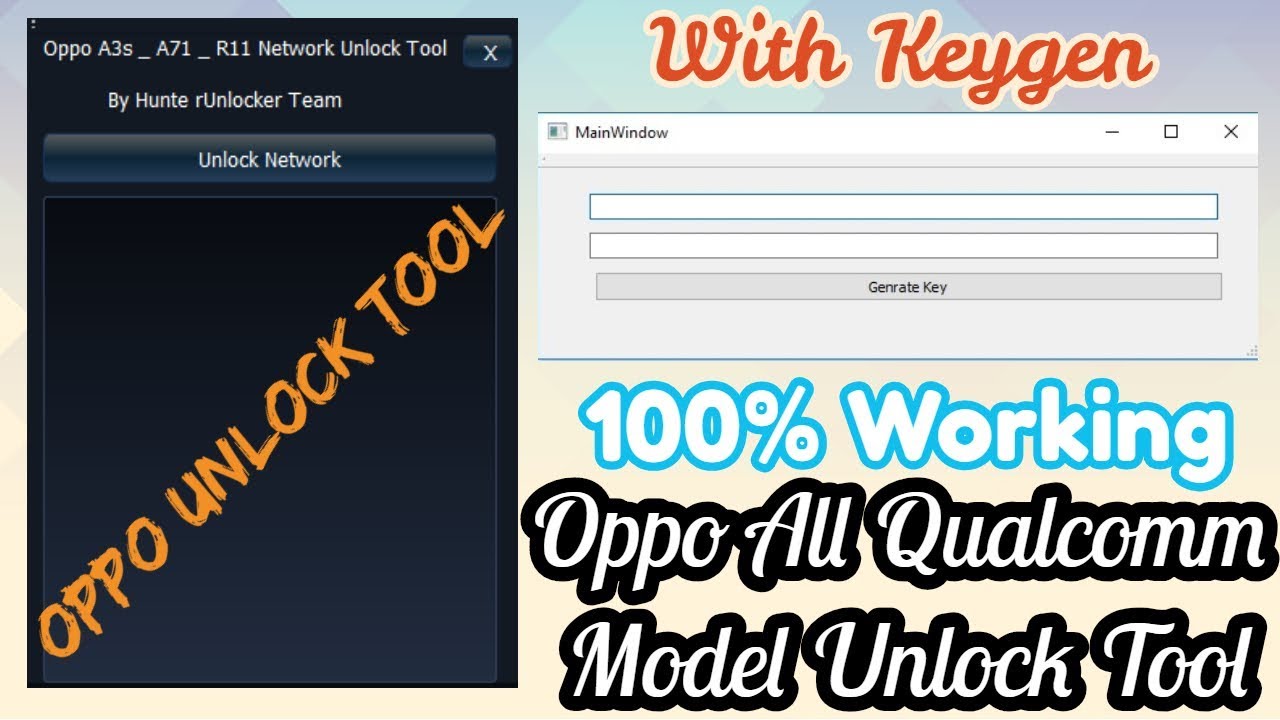 Oppo A3s _ A71 _ R11 Network Unlock Tool X
By Hunte rUnlocker Team
Unlock Network
OPPO UNLOCK TOOL
With Keygen
MainWindow
Genrate Key
100% Working
Oppo All Qualcomm
Model Unlock Tool